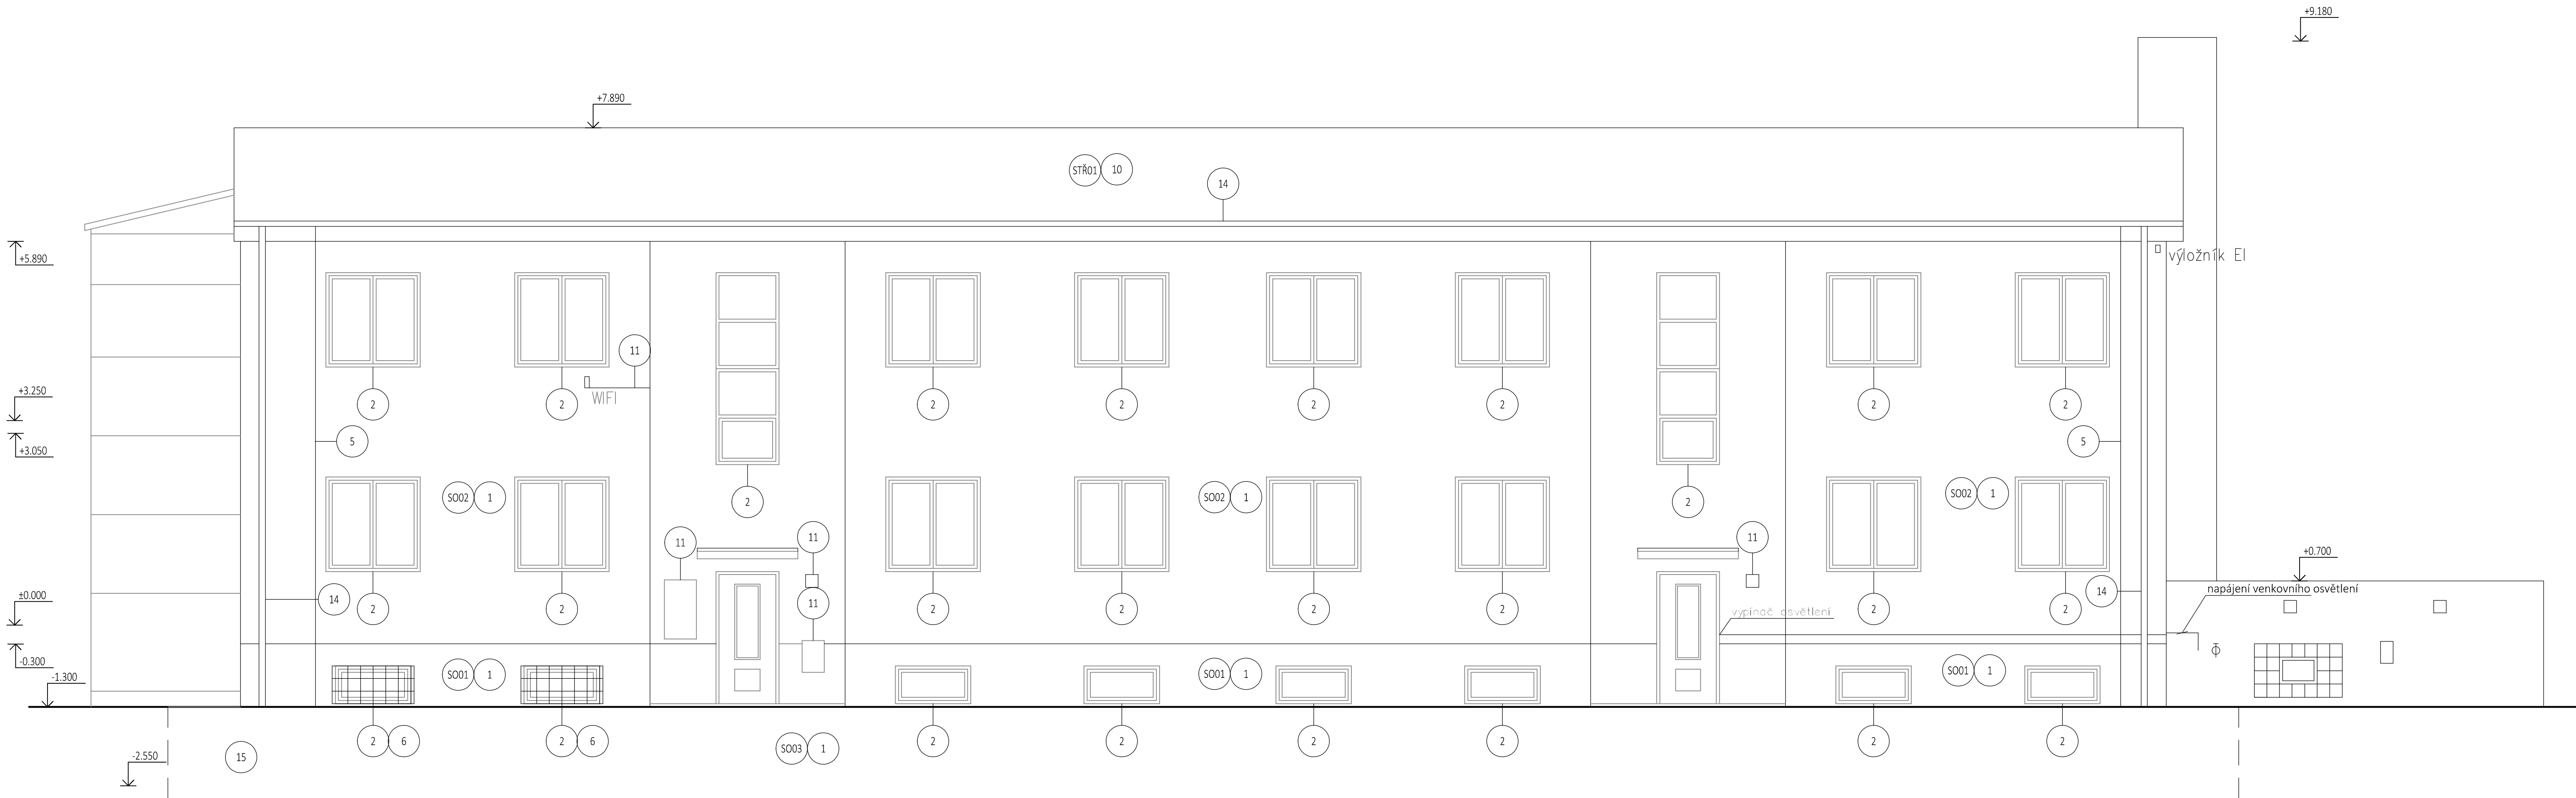 +9.180
+7.890
STŘ01 10
14
+5.890
výložník El
11
WIFI
+3.250
2 2 2 2 2 2 2 2
+3.050
5 5
SO02 1 2 SO02 1 2 SO02 1
11 11 11
+0.700
napájení venkovního osvětlení
±0.000
14 2 2 11 2 2 2 2 vypínač osvětlení 2 2 14
-0.300
-1.300
SO01 1 SO01 1 SO01 1
2 6 2 6 SO03 1 2 2 2 2 2 2
-2.550
15